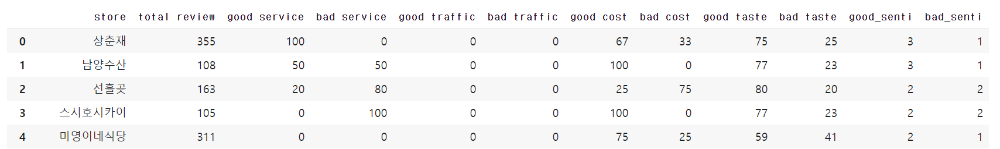 store total review good service bad service good traffic bad traffic good cost bad cost good taste bad taste good_senti bad_senti
0 상춘재 355 100 0 0 0 67 33 75 25 3 1
1 남양수산 108 50 50 0 0 100 0 77 23 3 1
2 선흘곶 163 20 80 0 0 25 75 80 20 2 2
3 스시호시카이 105 0 100 0 0 100 0 77 23 2 2
4 미영이네식당 311 0 0 0 0 75 25 59 41 2 1